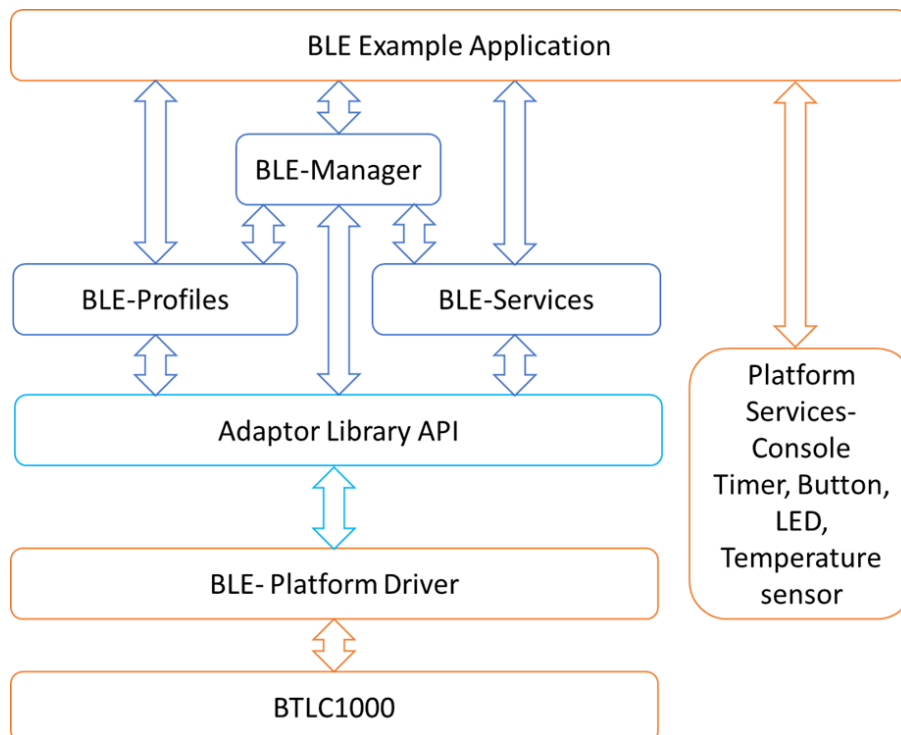 BLE Example Application
BLE-Manager
BLE-Profiles
BLE-Services
Adaptor Library API
Platform
Services-
Console
Timer, Button,
LED,
Temperature
sensor
BLE- Platform Driver
BTLC1000